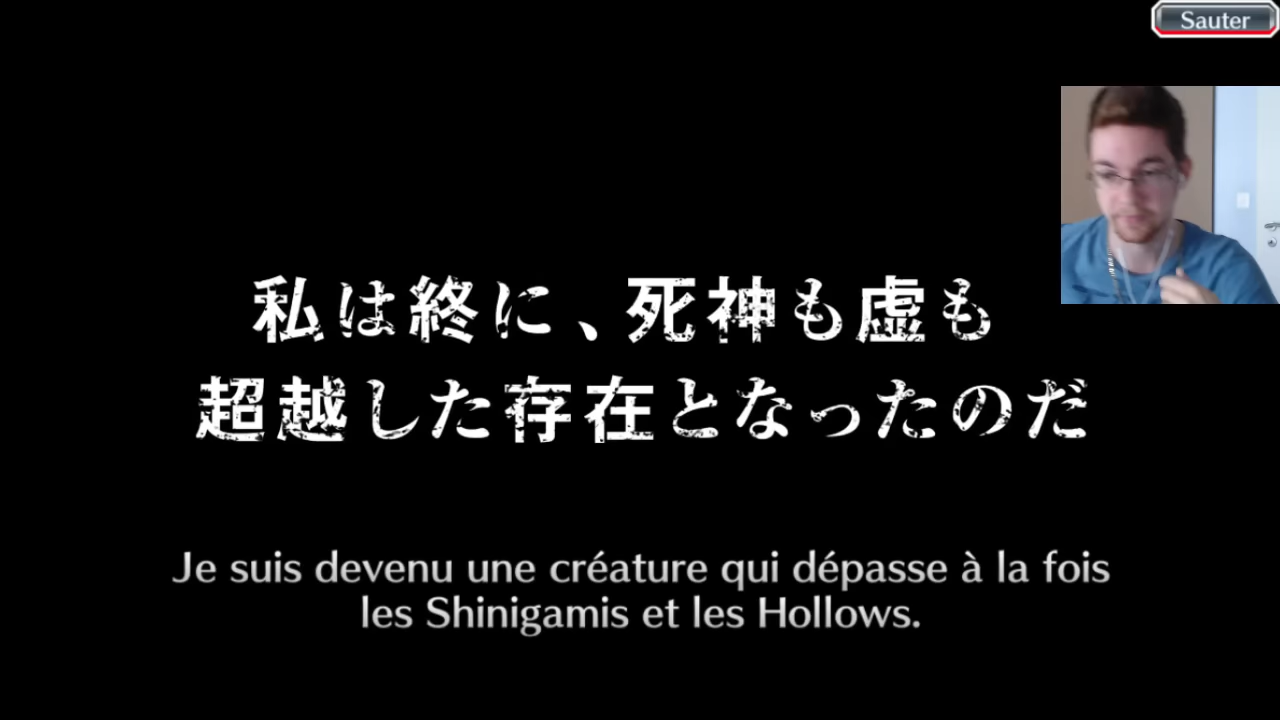 Sauter
私は終に、死神も虚も
超越した存在となったのだ
Je suis devenu une créature qui dépasse à la fois
les Shinigamis et les Hollows.